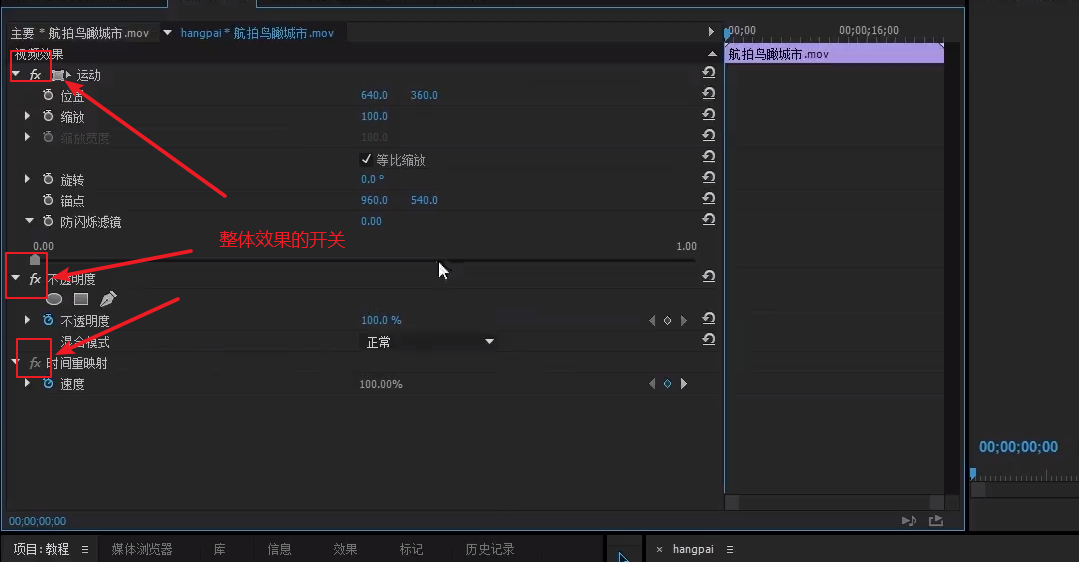 主要 * 航拍鸟瞰城市.mov hangpai * 航拍鸟瞰城市.mov
00;00 00;00;16;00
视频效果
航拍鸟瞰城市.mov
fx 运动
位置 640.0 360.0
缩放 100.0
缩放宽度 100.0
等比缩放
旋转 0.0 °
锚点 960.0 540.0
防闪烁滤镜 0.00
整体效果的开关
0.00 1.00
fx 不透明度
不透明度 100.0 %
混合模式 正常
fx 时间重映射
速度 100.00%
00;00;00;00
00;00;00;00
项目: 教程 媒体浏览器 库 信息 效果 标记 历史记录 × hangpai